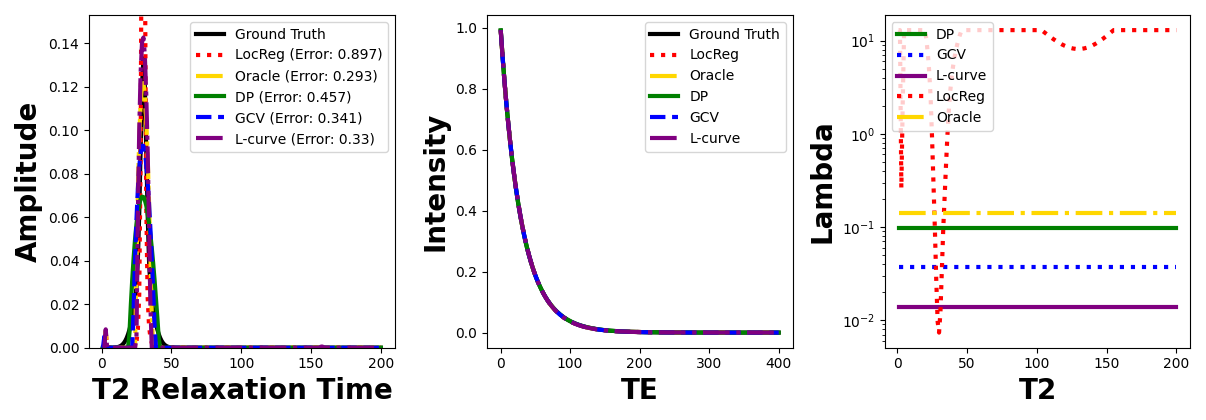 Amplitude
0.14
0.12
0.10
0.08
0.06
0.04
0.02
0.00
0
50
100
150
200
T2 Relaxation Time
Ground Truth
LocReg (Error: 0.897)
Oracle (Error: 0.293)
DP (Error: 0.457)
GCV (Error: 0.341)
L-curve (Error: 0.33)
Intensity
1.0
0.8
0.6
0.4
0.2
0.0
0
100
200
300
400
TE
Ground Truth
LocReg
Oracle
DP
GCV
L-curve
Lambda
10¹
10⁰
10⁻¹
10⁻²
0
50
100
150
200
T2
DP
GCV
L-curve
LocReg
Oracle